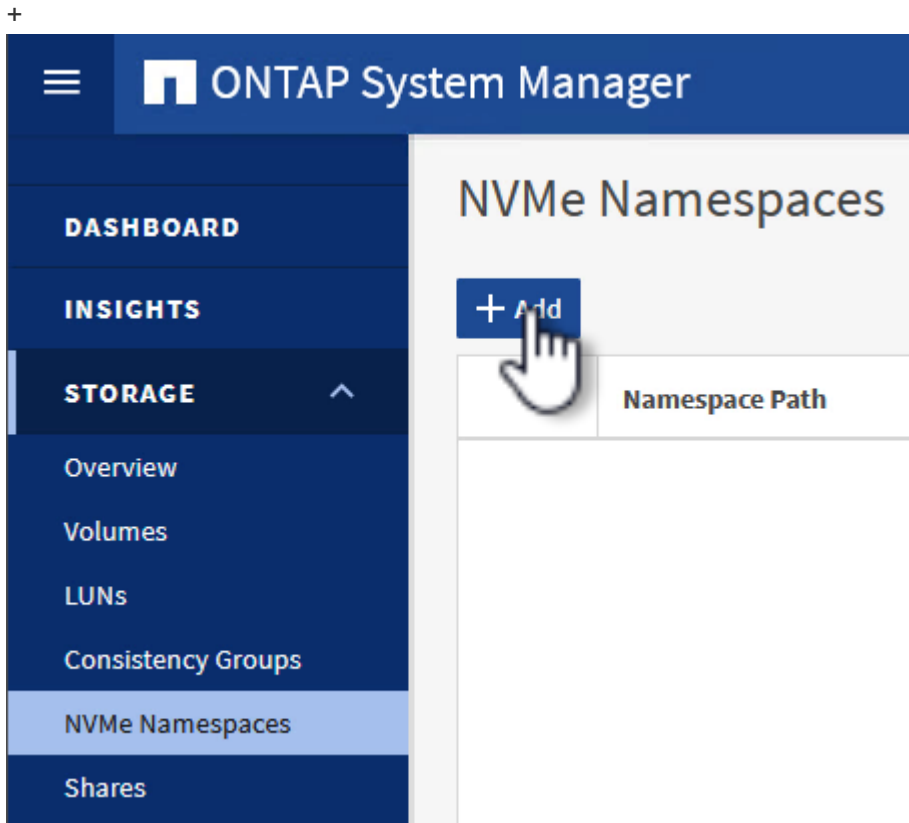 +
ONTAP System Manager
DASHBOARD
INSIGHTS
STORAGE
Overview
Volumes
LUNs
Consistency Groups
NVMe Namespaces
Shares
NVMe Namespaces
+ Add
Namespace Path